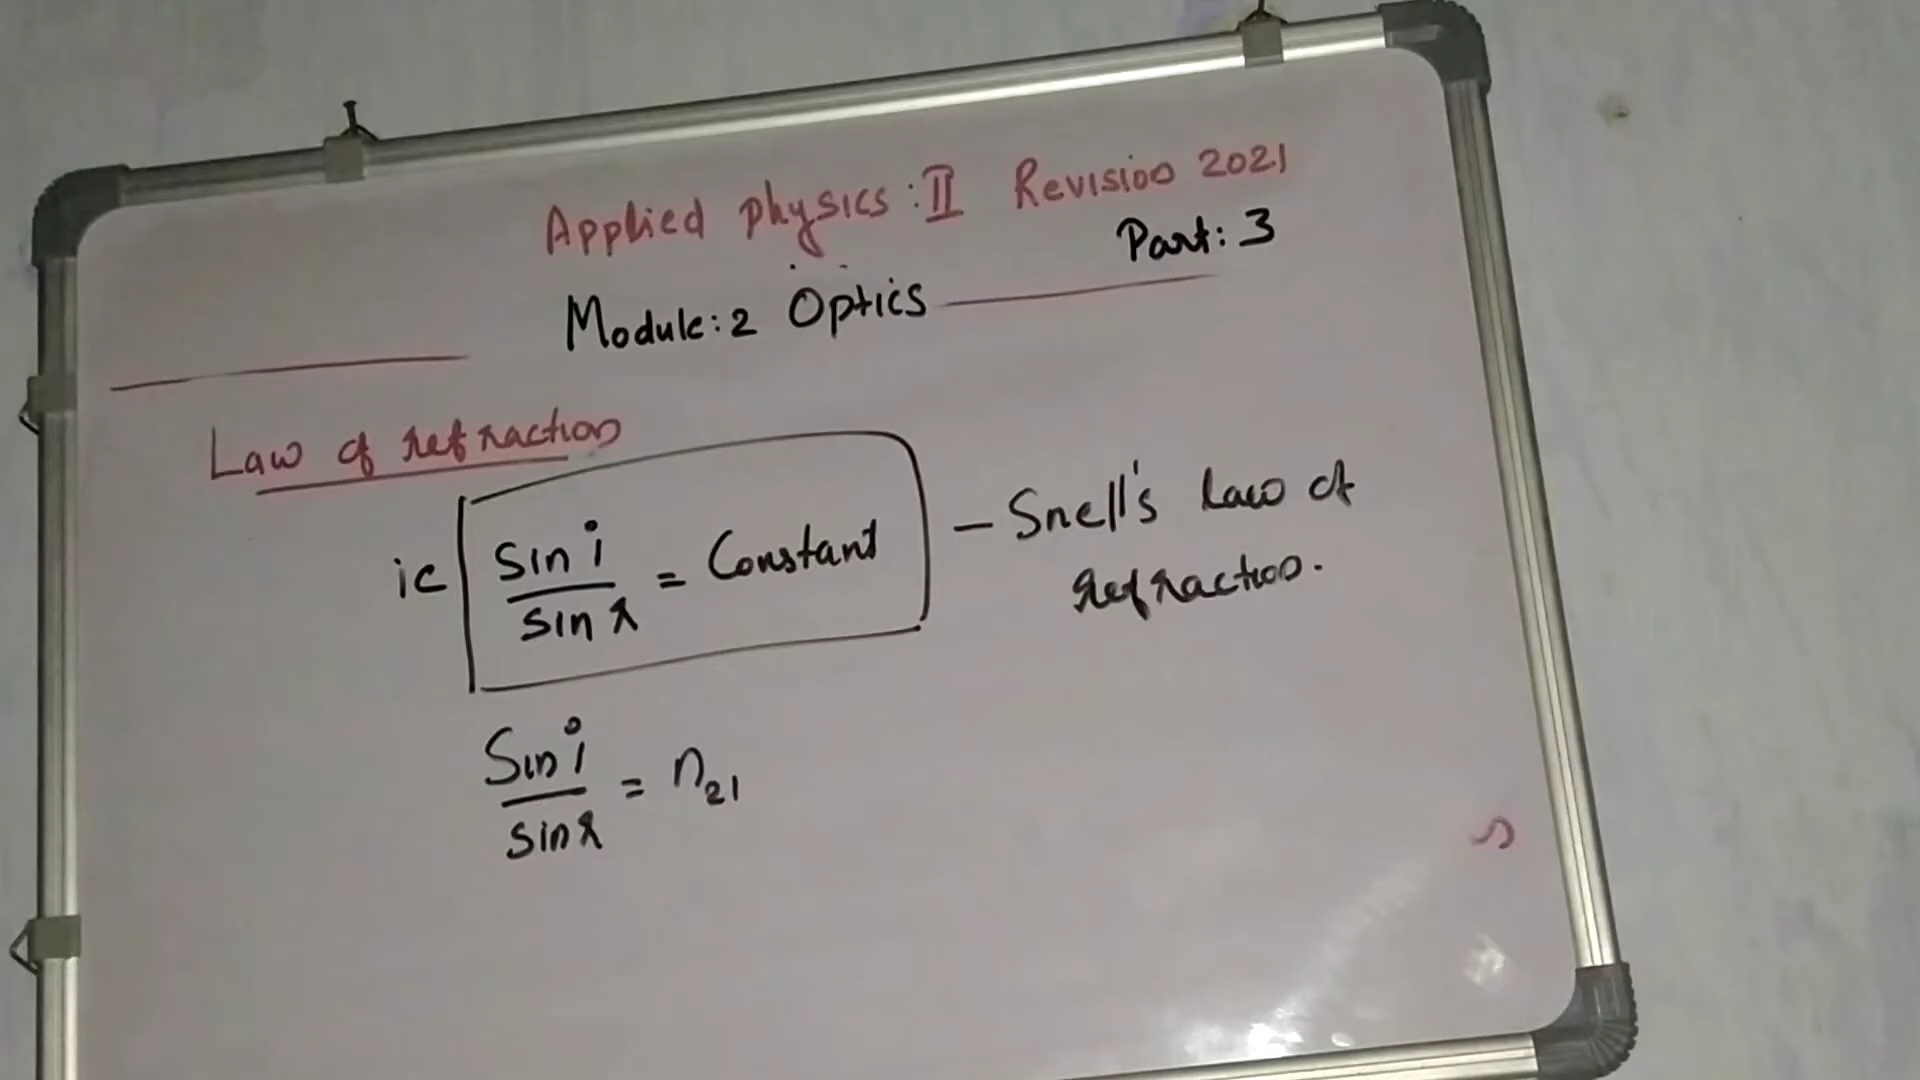 Applied physics: II Revision 2021
Part: 3
Module: 2 Optics
Law of refraction
ie sin i / sin r = Constant – Snell's Law of refraction.
Sin i / sin r = n21